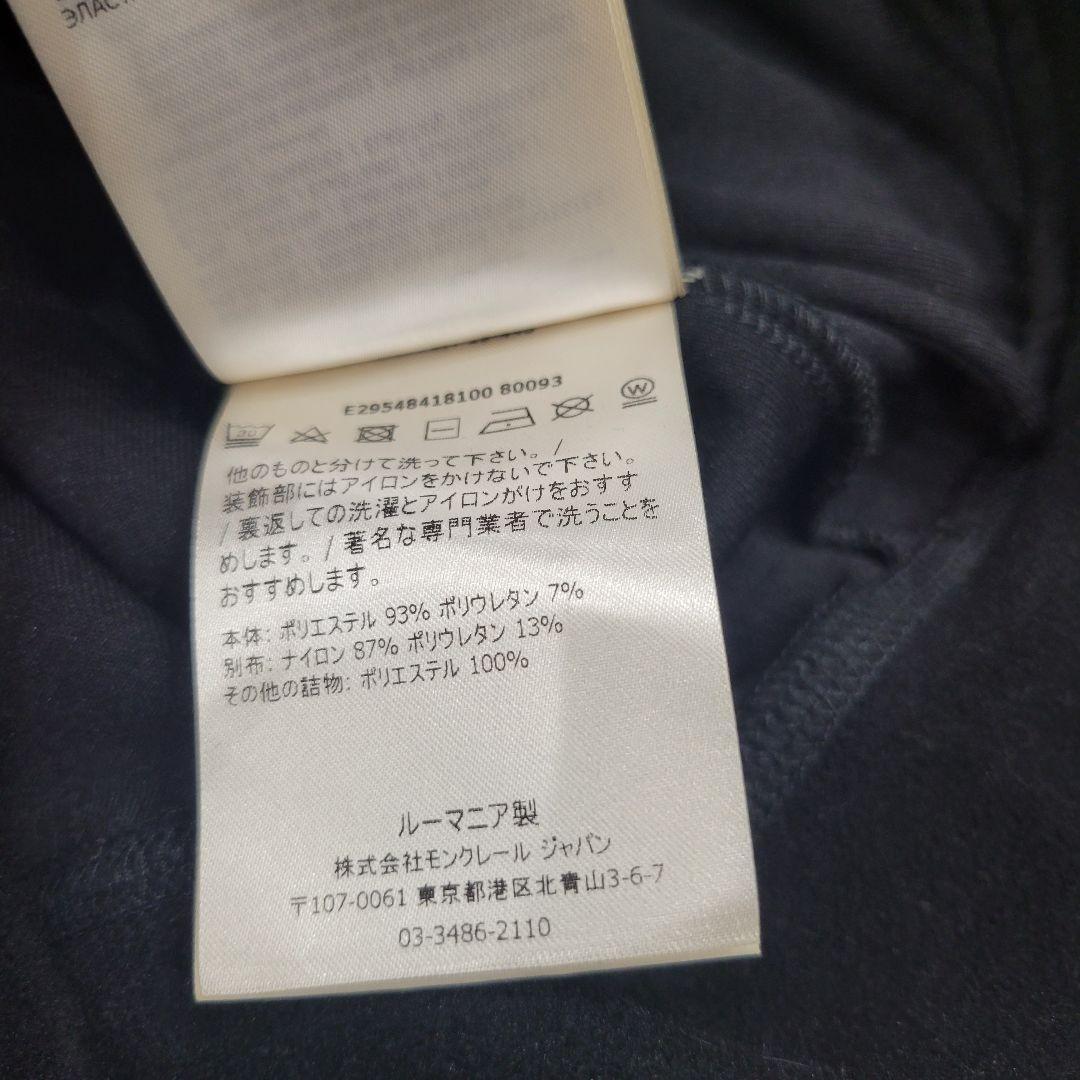 ЭЛАСТ
E29548418100 80093
他のものと分けて洗って下さい。 /
装飾部にはアイロンをかけないで下さい。
/ 裏返しての洗濯とアイロンがけをおすす
めします。 / 著名な専門業者で洗うことを
おすすめします。
本体: ポリエステル 93% ポリウレタン 7%
別布: ナイロン 87% ポリウレタン 13%
その他の詰物: ポリエステル 100%
ルーマニア製
株式会社モンクレール ジャパン
〒107-0061 東京都港区北青山3-6-7
03-3486-2110